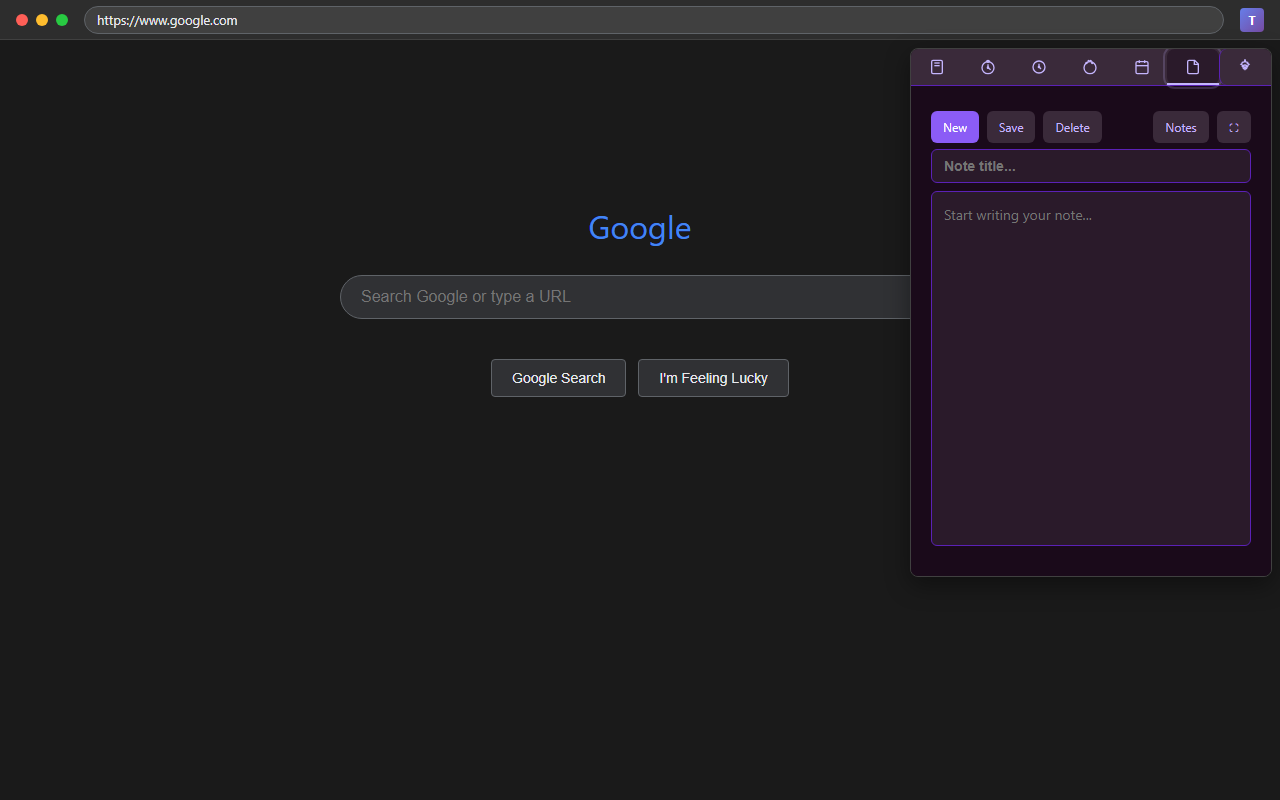 https://www.google.com
T
New Save Delete Notes
Note title...
Start writing your note...
Google
Search Google or type a URL
Google Search I'm Feeling Lucky